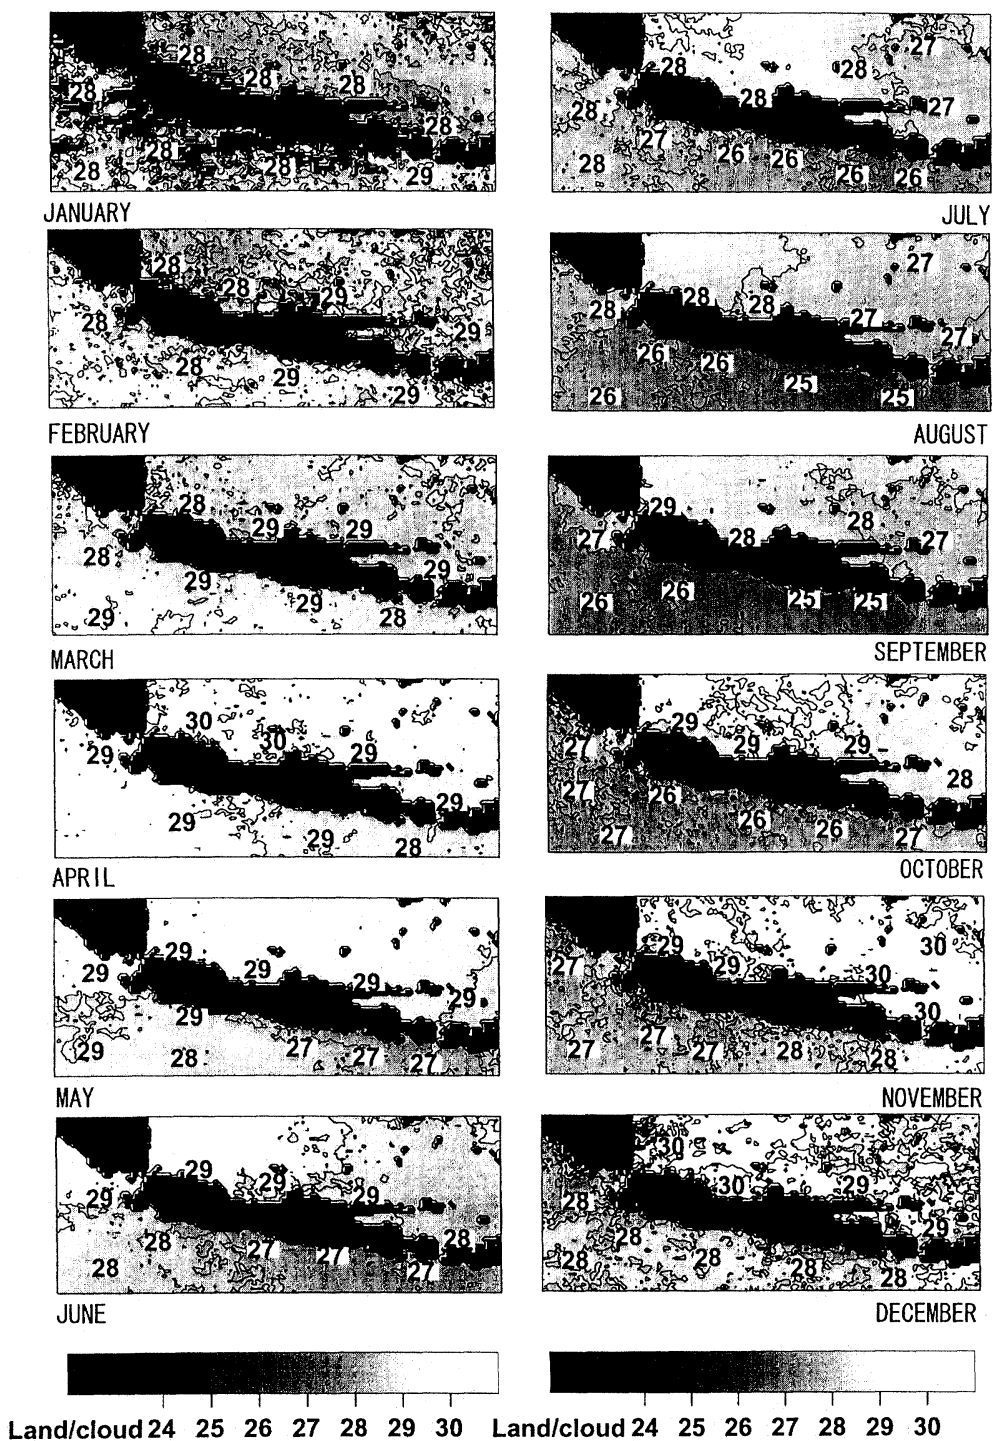 28 28 28
28 28
28 28 28 29
JANUARY
28 28 29
28 29
28 29 29
FEBRUARY
28 29 29
28 29
29 29 29 28
MARCH
30 30 29
29 29
29 29 28
APRIL
29 29 29
29 29
29 29 28 27 27 27
MAY
29 29 29
29 28
28 28 27 27 27
JUNE
28 28 28 27
28 27
28 27 26 26 26 26
JULY
28 28 27 27
28 27
26 26 26 25 25
AUGUST
29 28 28
27 27
26 26 25 25
SEPTEMBER
29 29 29
27 28
27 26 27 26 26 27
OCTOBER
29 29 30 30
27 30
27 27 27 28 28
NOVEMBER
30 30 29
28 29
28 28 28 28 28
DECEMBER
Land/cloud 24 25 26 27 28 29 30
Land/cloud 24 25 26 27 28 29 30